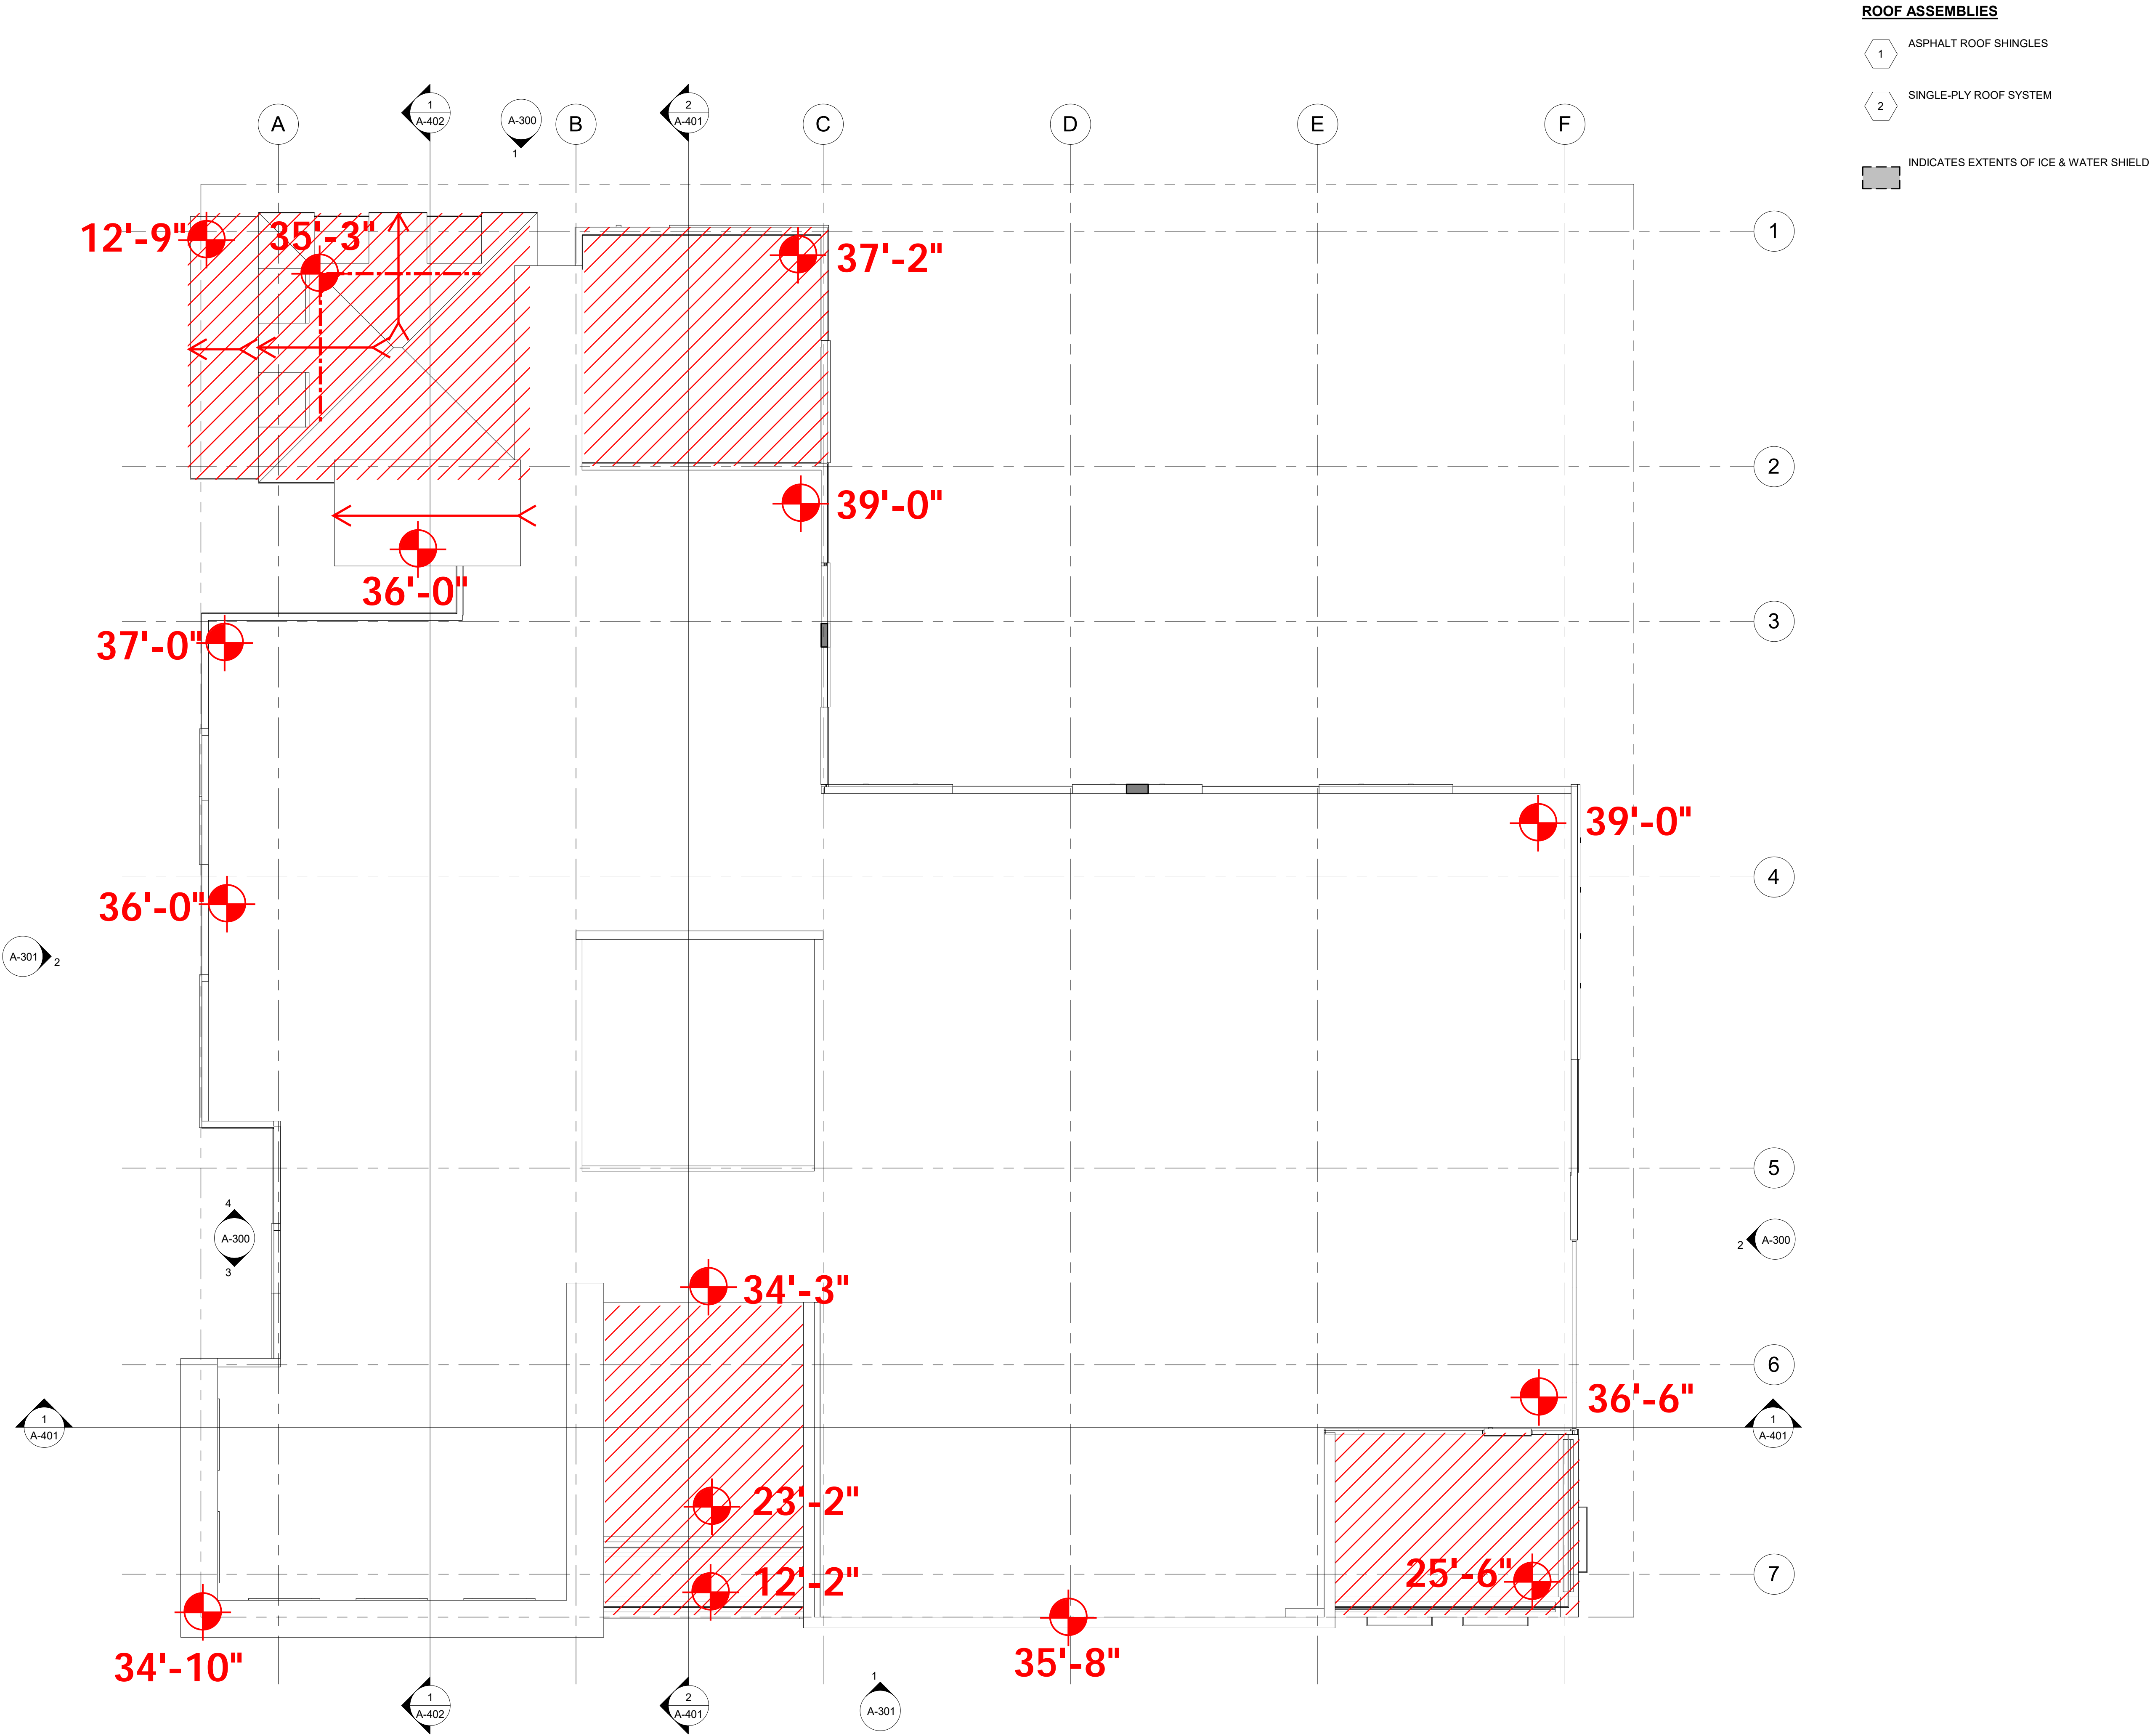 ROOF ASSEMBLIES
1 ASPHALT ROOF SHINGLES
2 SINGLE-PLY ROOF SYSTEM
INDICATES EXTENTS OF ICE & WATER SHIELD
A
1
A-402
A-300
1
B
2
A-401
C
D
E
F
12'-9"
35'-3"
37'-2"
1
2
39'-0"
36'-0"
37'-0"
3
39'-0"
4
36'-0"
A-301
2
5
4
A-300
3
2
A-300
34'-3"
6
36'-6"
1
A-401
1
A-401
23'-2"
12'-2"
25'-6"
7
34'-10"
35'-8"
1
A-402
2
A-401
1
A-301